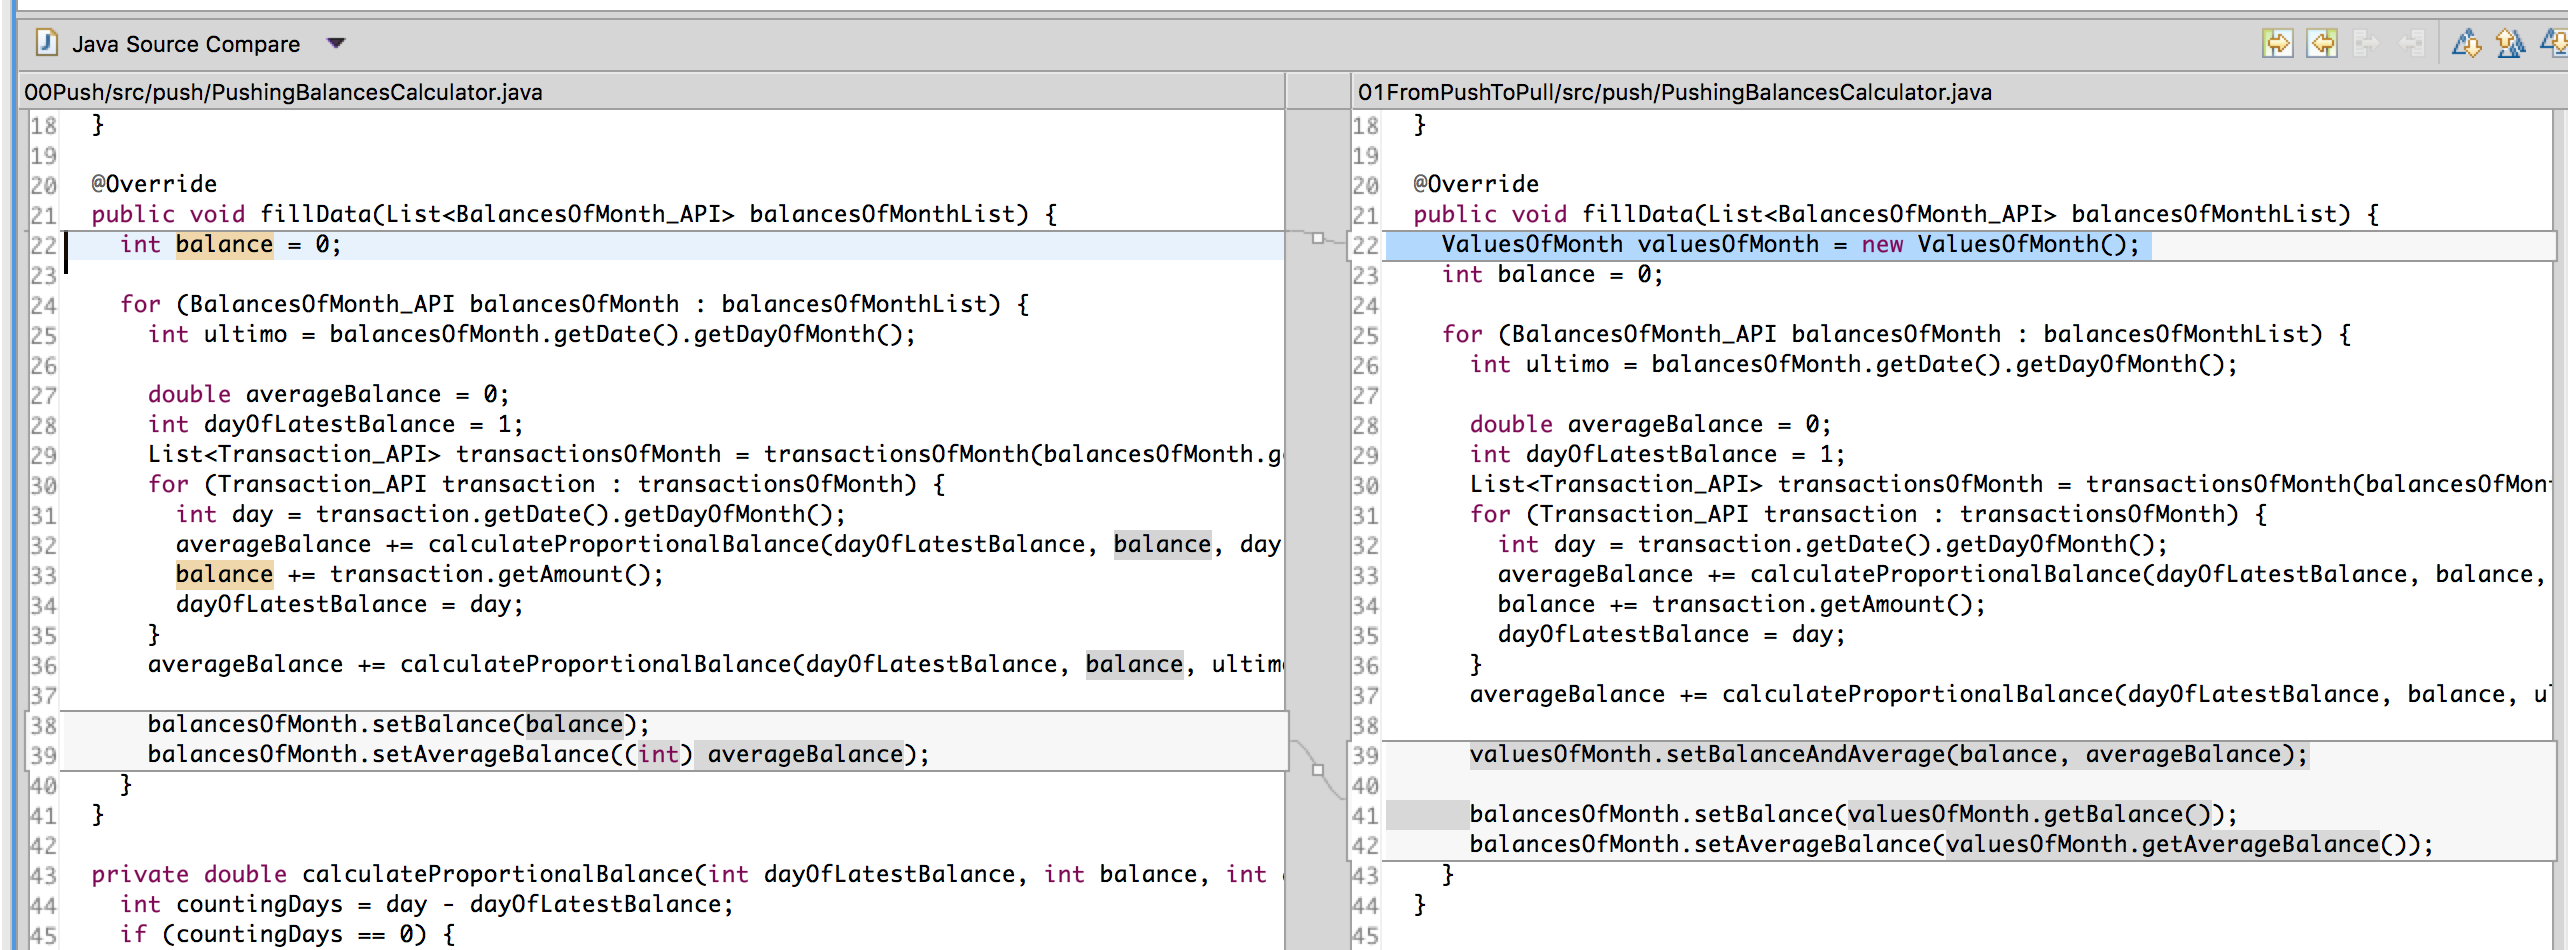 Java Source Compare
00Push/src/push/PushingBalancesCalculator.java
18 }
19
20 @Override
21 public void fillData(List<BalancesOfMonth_API> balancesOfMonthList) {
22 int balance = 0;
23
24 for (BalancesOfMonth_API balancesOfMonth : balancesOfMonthList) {
25 int ultimo = balancesOfMonth.getDate().getDayOfMonth();
26
27 double averageBalance = 0;
28 int dayOfLatestBalance = 1;
29 List<Transaction_API> transactionsOfMonth = transactionsOfMonth(balancesOfMonth.g
30 for (Transaction_API transaction : transactionsOfMonth) {
31 int day = transaction.getDate().getDayOfMonth();
32 averageBalance += calculateProportionalBalance(dayOfLatestBalance, balance, day
33 balance += transaction.getAmount();
34 dayOfLatestBalance = day;
35 }
36 averageBalance += calculateProportionalBalance(dayOfLatestBalance, balance, ultim
37
38 balancesOfMonth.setBalance(balance);
39 balancesOfMonth.setAverageBalance((int) averageBalance);
40 }
41 }
42
43 private double calculateProportionalBalance(int dayOfLatestBalance, int balance, int
44 int countingDays = day - dayOfLatestBalance;
45 if (countingDays == 0) {
01FromPushToPull/src/push/PushingBalancesCalculator.java
18 }
19
20 @Override
21 public void fillData(List<BalancesOfMonth_API> balancesOfMonthList) {
22 ValuesOfMonth valuesOfMonth = new ValuesOfMonth();
23 int balance = 0;
24
25 for (BalancesOfMonth_API balancesOfMonth : balancesOfMonthList) {
26 int ultimo = balancesOfMonth.getDate().getDayOfMonth();
27
28 double averageBalance = 0;
29 int dayOfLatestBalance = 1;
30 List<Transaction_API> transactionsOfMonth = transactionsOfMonth(balancesOfMon
31 for (Transaction_API transaction : transactionsOfMonth) {
32 int day = transaction.getDate().getDayOfMonth();
33 averageBalance += calculateProportionalBalance(dayOfLatestBalance, balance,
34 balance += transaction.getAmount();
35 dayOfLatestBalance = day;
36 }
37 averageBalance += calculateProportionalBalance(dayOfLatestBalance, balance, ul
38
39 valuesOfMonth.setBalanceAndAverage(balance, averageBalance);
40
41 balancesOfMonth.setBalance(valuesOfMonth.getBalance());
42 balancesOfMonth.setAverageBalance(valuesOfMonth.getAverageBalance());
43 }
44 }
45